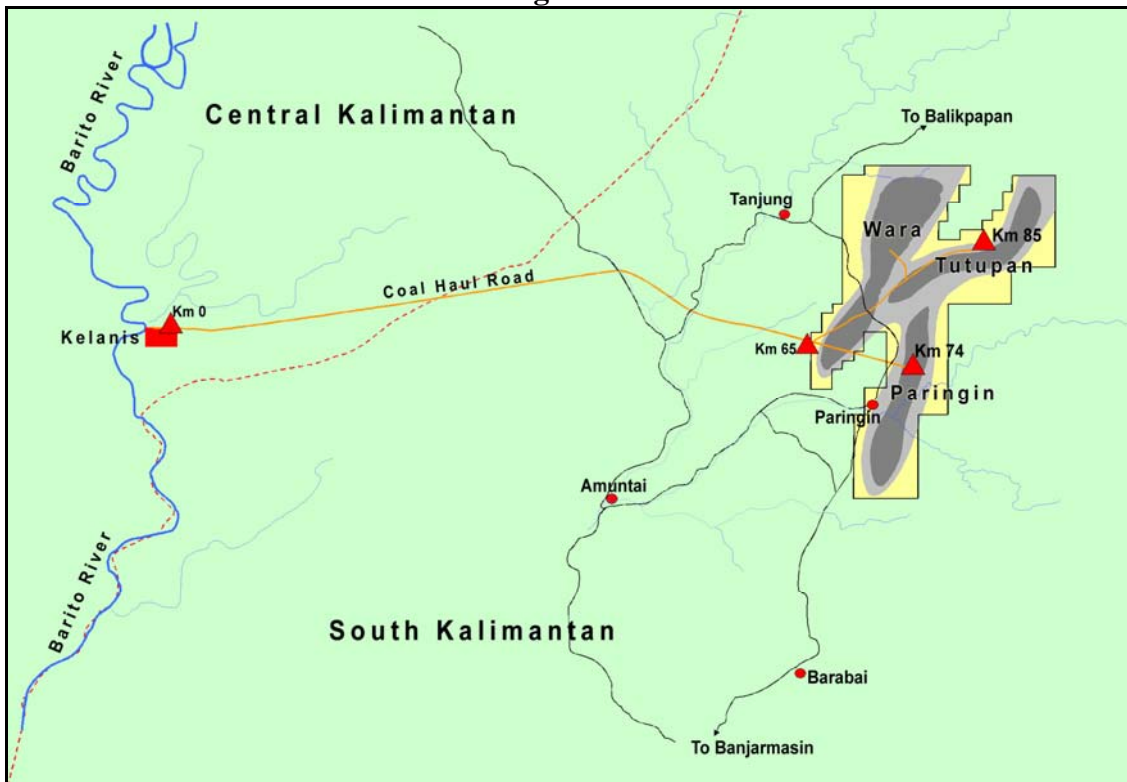 Barito River
Central Kalimantan
To Balikpapan
Tanjung
Wara
Km 85
Tutupan
Coal Haul Road
Km 0
Kelanis
Km 65
Km 74
Paringin
Paringin
Amuntai
Barito River
South Kalimantan
Barabai
To Banjarmasin